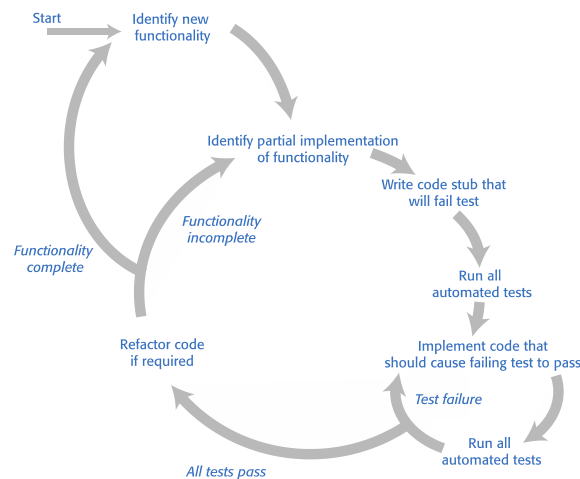 Start
Identify new
functionality
Identify partial implementation
of functionality
Write code stub that
will fail test
Functionality
incomplete
Functionality
complete
Run all
automated tests
Refactor code
if required
Implement code that
should cause failing test to pass
Test failure
Run all
automated tests
All tests pass